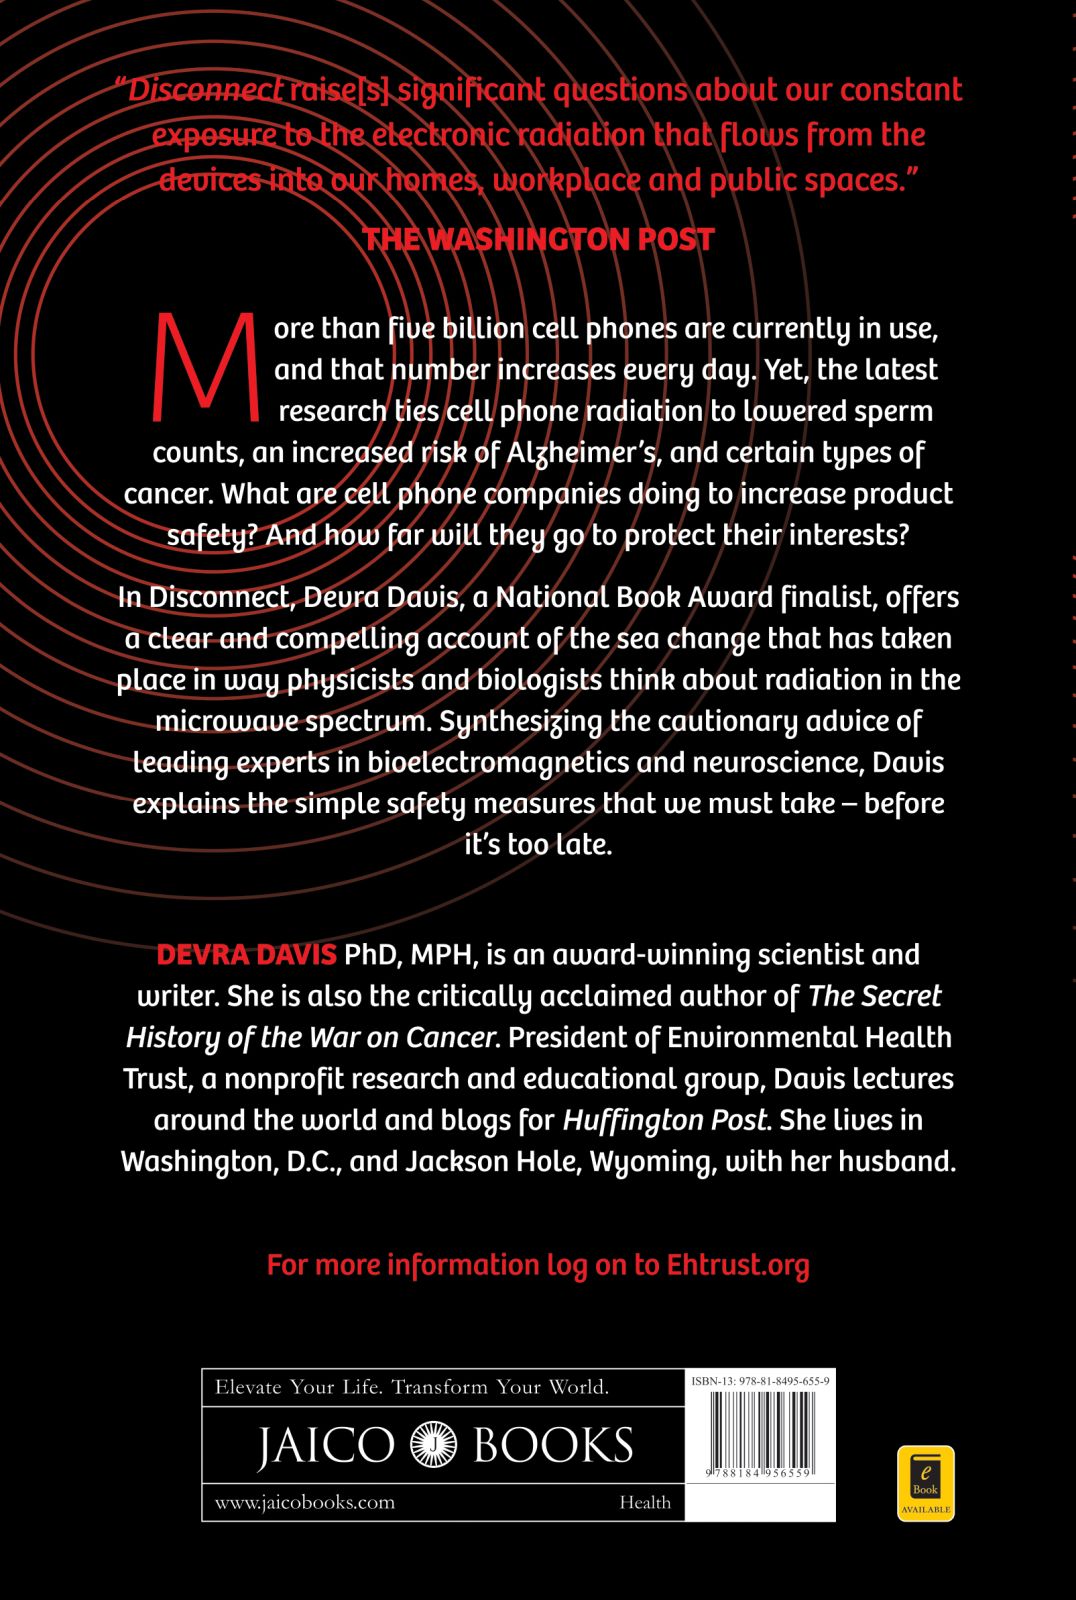 “Disconnect raise[s] significant questions about our constant
exposure to the electronic radiation that flows from the
devices into our homes, workplace and public spaces.”
THE WASHINGTON POST
More than five billion cell phones are currently in use,
and that number increases every day. Yet, the latest
research ties cell phone radiation to lowered sperm
counts, an increased risk of Alzheimer’s, and certain types of
cancer. What are cell phone companies doing to increase product
safety? And how far will they go to protect their interests?
In Disconnect, Devra Davis, a National Book Award finalist, offers
a clear and compelling account of the sea change that has taken
place in way physicists and biologists think about radiation in the
microwave spectrum. Synthesizing the cautionary advice of
leading experts in bioelectromagnetics and neuroscience, Davis
explains the simple safety measures that we must take – before
it’s too late.
DEVRA DAVIS PhD, MPH, is an award-winning scientist and
writer. She is also the critically acclaimed author of The Secret
History of the War on Cancer. President of Environmental Health
Trust, a nonprofit research and educational group, Davis lectures
around the world and blogs for Huffington Post. She lives in
Washington, D.C., and Jackson Hole, Wyoming, with her husband.
For more information log on to Ehtrust.org
Elevate Your Life. Transform Your World.
JAICO J BOOKS
www.jaicobooks.com Health
ISBN-13: 978-81-8495-655-9
9 788184 956559
e
Book
AVAILABLE